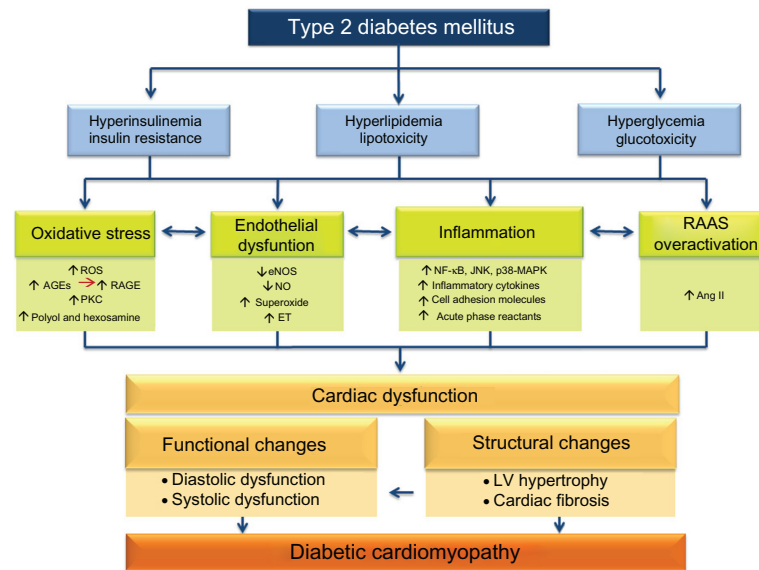 Type 2 diabetes mellitus
Hyperinsulinemia
insulin resistance
Hyperlipidemia
lipotoxicity
Hyperglycemia
glucotoxicity
Oxidative stress
↑ ROS
↑ AGEs → ↑ RAGE
↑ PKC
↑ Polyol and hexosamine
Endothelial
dysfuntion
↓ eNOS
↓ NO
↑ Superoxide
↑ ET
Inflammation
↑ NF-κB, JNK, p38-MAPK
↑ Inflammatory cytokines
↑ Cell adhesion molecules
↑ Acute phase reactants
RAAS
overactivation
↑ Ang II
Cardiac dysfunction
Functional changes
• Diastolic dysfunction
• Systolic dysfunction
Structural changes
• LV hypertrophy
• Cardiac fibrosis
Diabetic cardiomyopathy